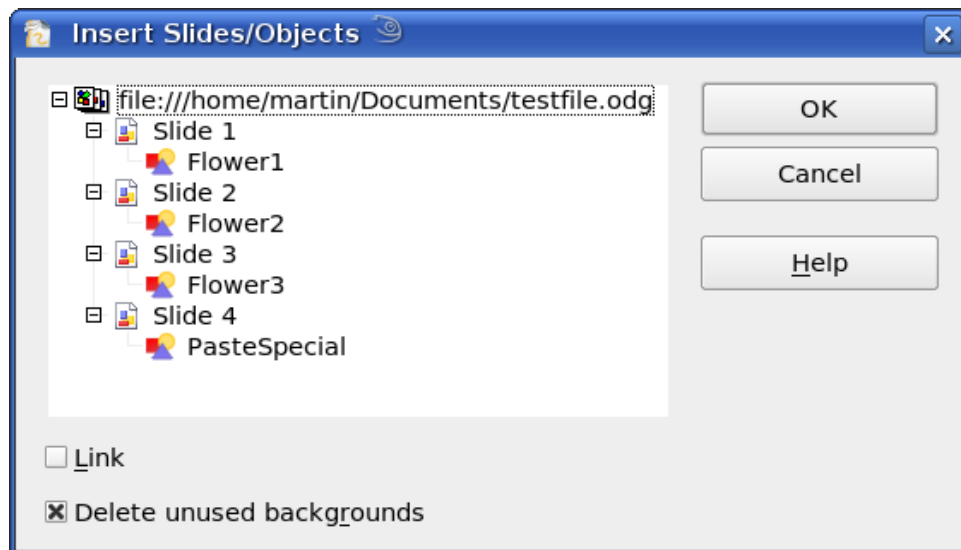 Insert Slides/Objects
file:///home/martin/Documents/testfile.odg
Slide 1
Flower1
Slide 2
Flower2
Slide 3
Flower3
Slide 4
PasteSpecial
OK
Cancel
Help
Link
Delete unused backgrounds